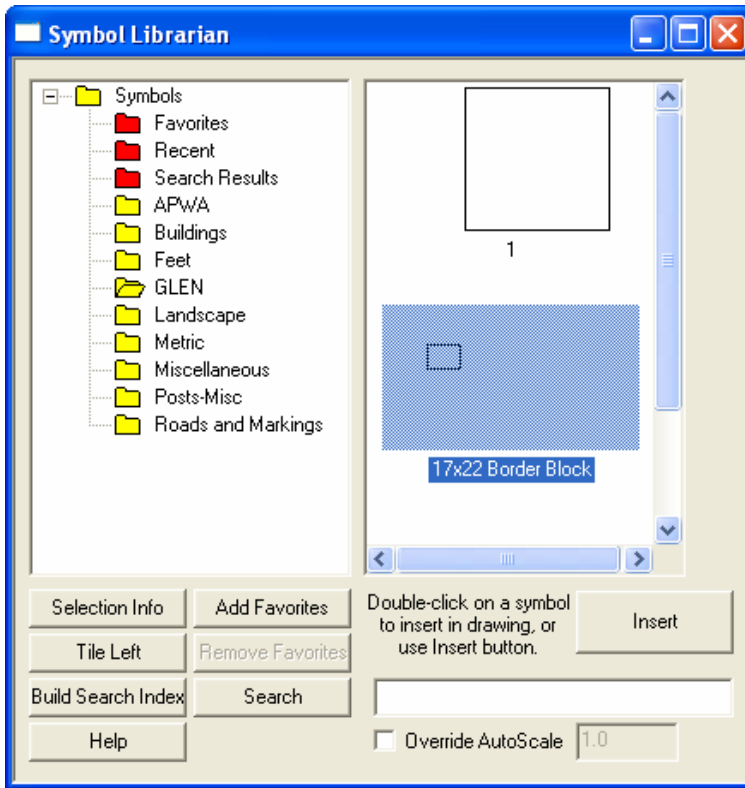 Symbol Librarian
Symbols
Favorites
Recent
Search Results
APWA
Buildings
Feet
GLEN
Landscape
Metric
Miscellaneous
Posts-Misc
Roads and Markings
1
17x22 Border Block
Selection Info
Add Favorites
Tile Left
Remove Favorites
Build Search Index
Search
Help
Double-click on a symbol
to insert in drawing, or
use Insert button.
Insert
Override AutoScale
1.0